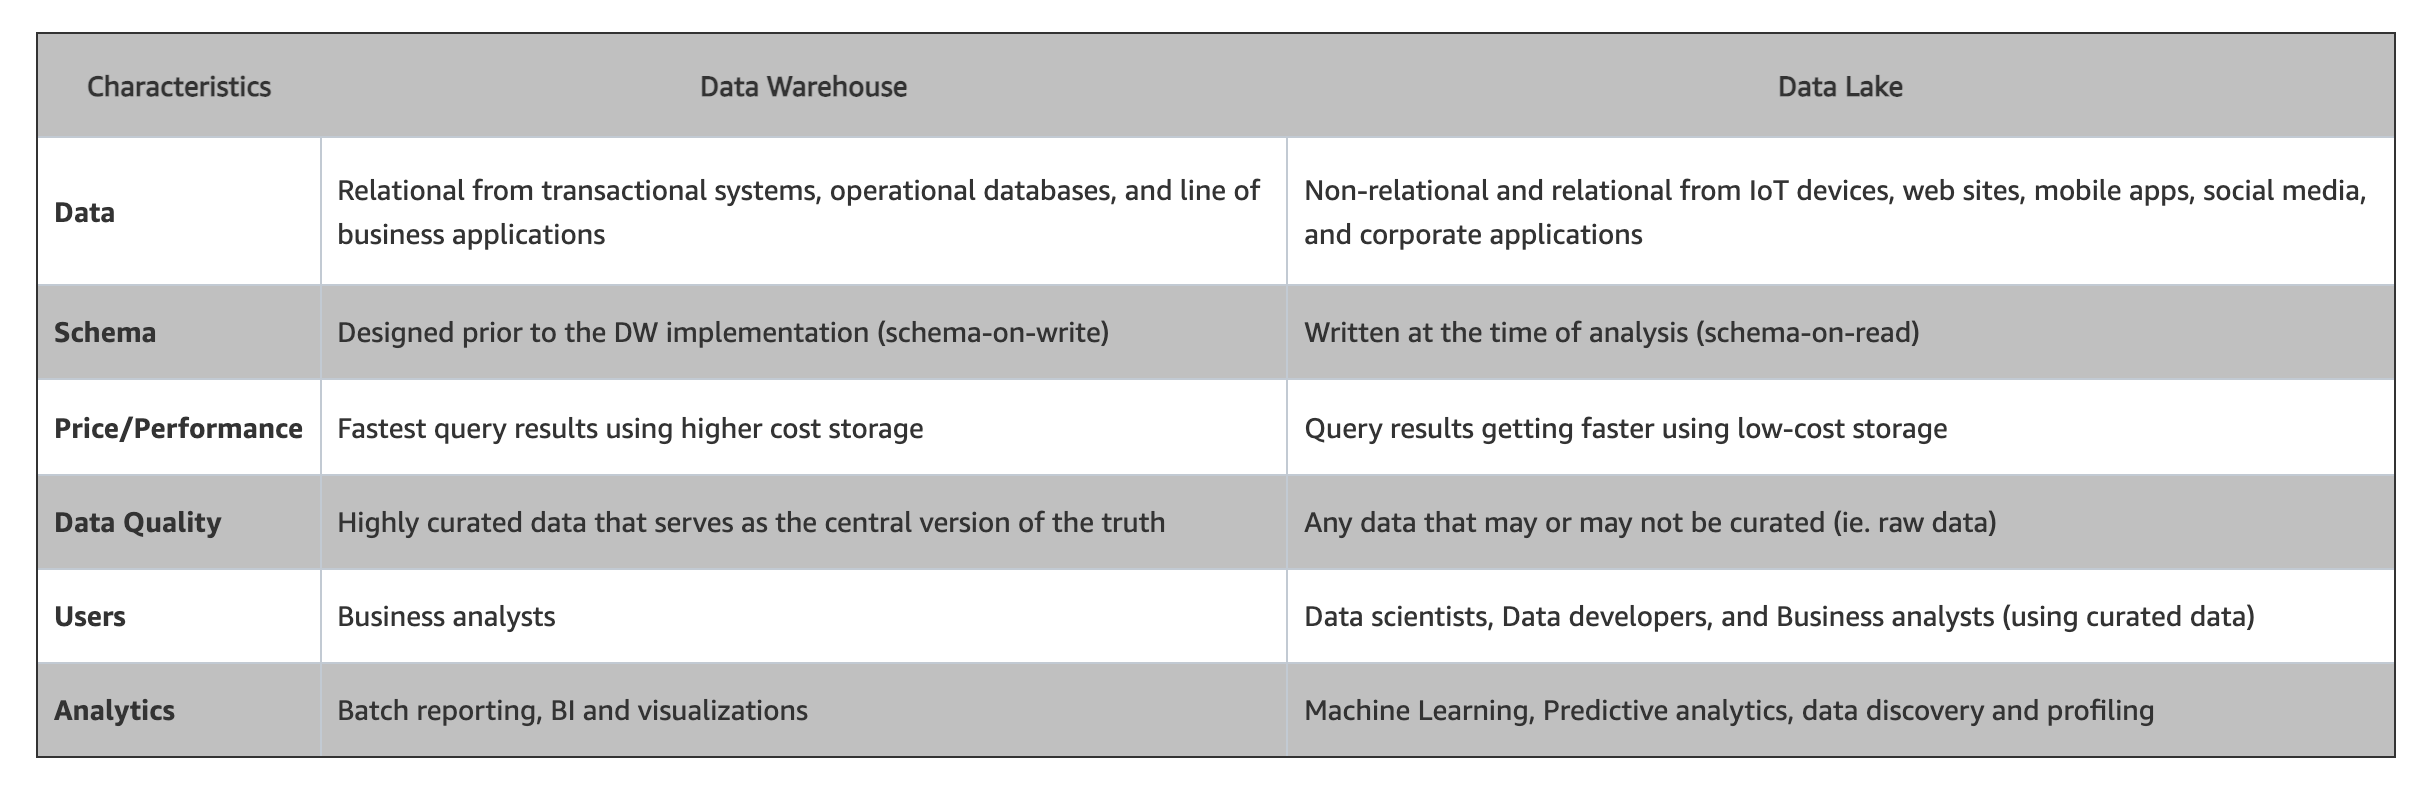 Characteristics
Data Warehouse
Data Lake
Data
Relational from transactional systems, operational databases, and line of
business applications
Non-relational and relational from IoT devices, web sites, mobile apps, social media,
and corporate applications
Schema
Designed prior to the DW implementation (schema-on-write)
Written at the time of analysis (schema-on-read)
Price/Performance
Fastest query results using higher cost storage
Query results getting faster using low-cost storage
Data Quality
Highly curated data that serves as the central version of the truth
Any data that may or may not be curated (ie. raw data)
Users
Business analysts
Data scientists, Data developers, and Business analysts (using curated data)
Analytics
Batch reporting, BI and visualizations
Machine Learning, Predictive analytics, data discovery and profiling